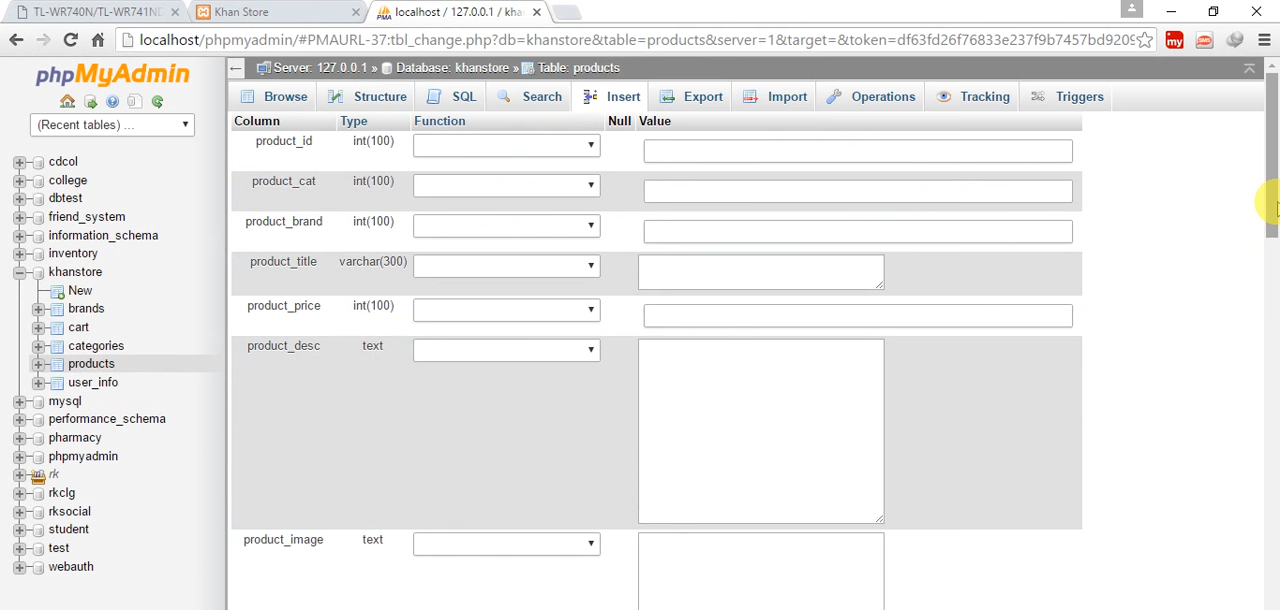 TL-WR740N/TL-WR741ND
Khan Store
localhost / 127.0.0.1 / kha
localhost/phpmyadmin/#PMAURL-37:tbl_change.php?db=khanstore&table=products&server=1&target=&token=df63fd26f76833e237f9b7457bd9209
my
SMS
phpMyAdmin
(Recent tables) ...
cdcol
college
dbtest
friend_system
information_schema
inventory
khanstore
New
brands
cart
categories
products
user_info
mysql
performance_schema
pharmacy
phpmyadmin
rk
rkclg
rksocial
student
test
webauth
Server: 127.0.0.1 » Database: khanstore » Table: products
Browse Structure SQL Search Insert Export Import Operations Tracking Triggers
Column Type Function Null Value
product_id int(100)
product_cat int(100)
product_brand int(100)
product_title varchar(300)
product_price int(100)
product_desc text
product_image text